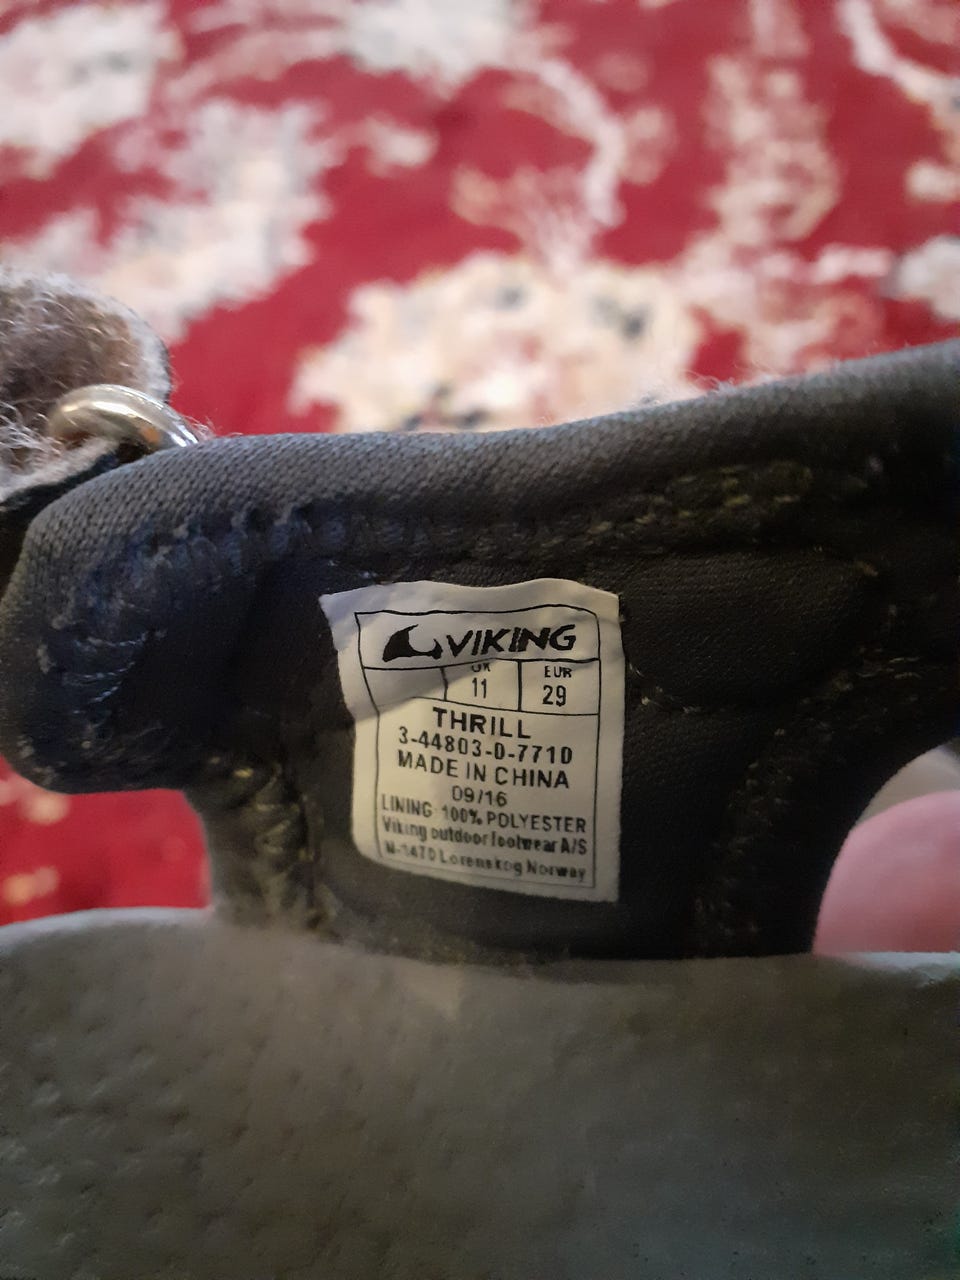 VIKING
UK EUR
11 29
THRILL
3-44803-0-7710
MADE IN CHINA
09/16
LINING: 100% POLYESTER
Viking outdoor footwear A/S
N-1470 Lorenskog Norway